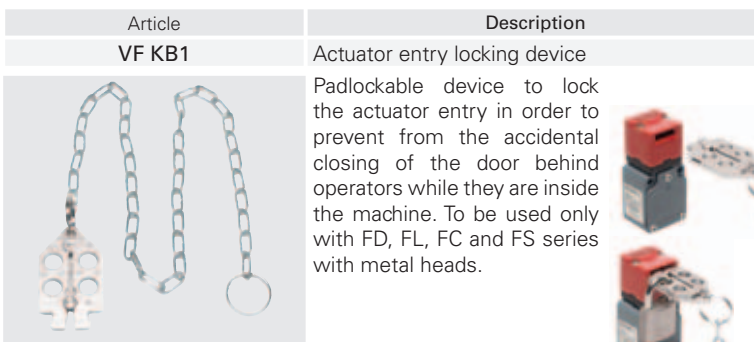 Article Description
VF KB1 Actuator entry locking device
Padlockable device to lock
the actuator entry in order to
prevent from the accidental
closing of the door behind
operators while they are inside
the machine. To be used only
with FD, FL, FC and FS series
with metal heads.